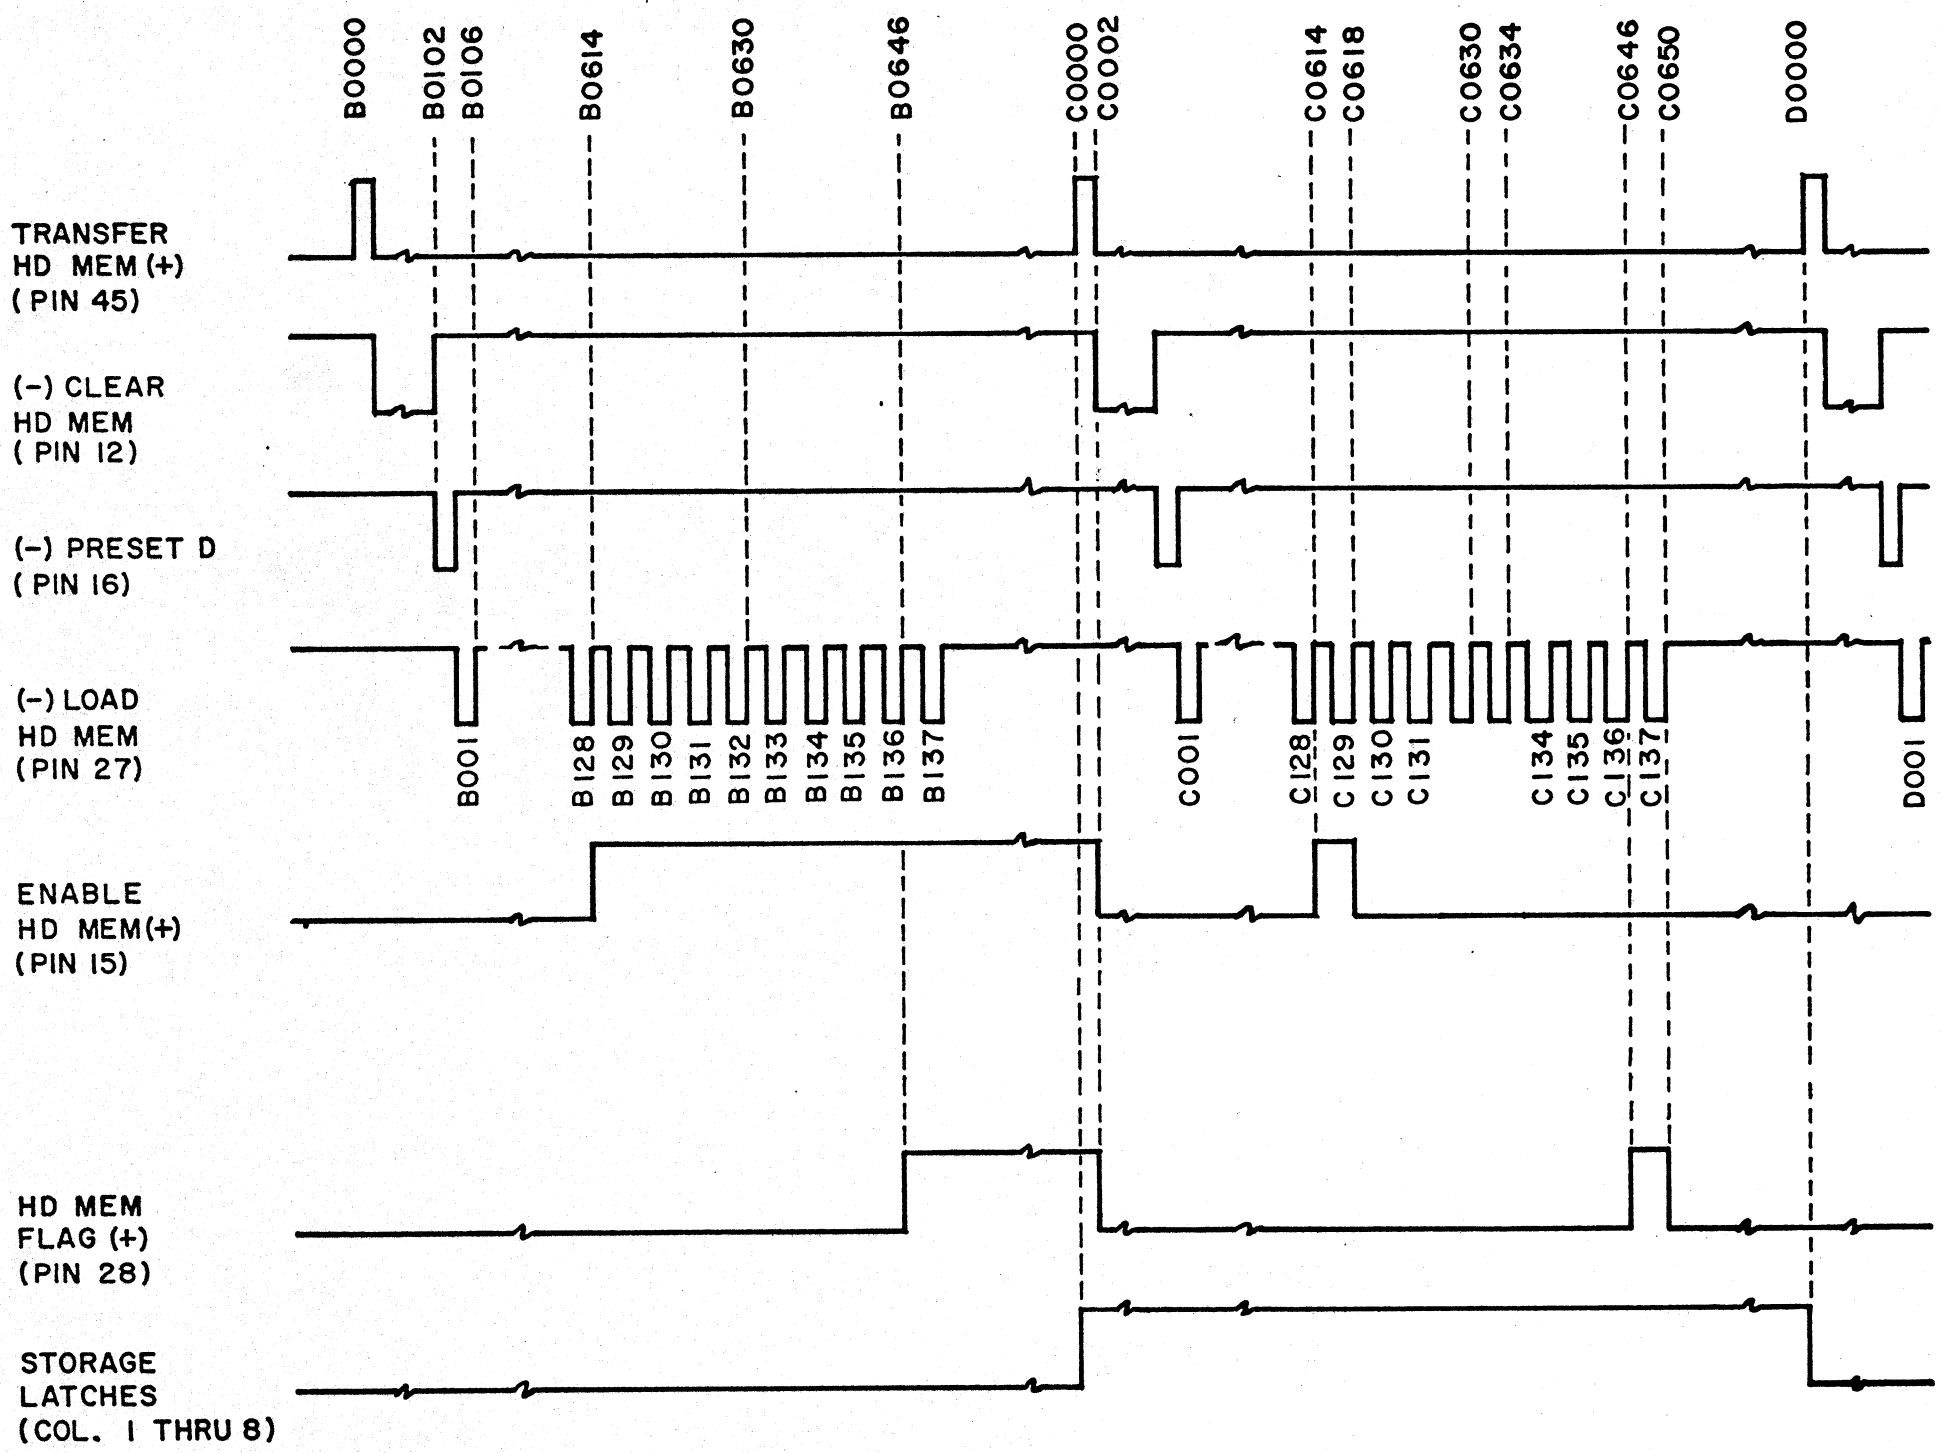 B0000
B0102
B0106
B0614
B0630
B0646
C0000
C0002
C0614
C0618
C0630
C0634
C0646
C0650
D0000
TRANSFER
HD MEM (+)
( PIN 45)
(-) CLEAR
HD MEM
( PIN 12)
(-) PRESET D
( PIN 16)
(-) LOAD
HD MEM
(PIN 27)
B001
B128
B129
B130
B131
B132
B133
B134
B135
B136
B137
C001
C128
C129
C130
C131
C134
C135
C136
C137
D001
ENABLE
HD MEM(+)
(PIN 15)
HD MEM
FLAG (+)
(PIN 28)
STORAGE
LATCHES
(COL. 1 THRU 8)